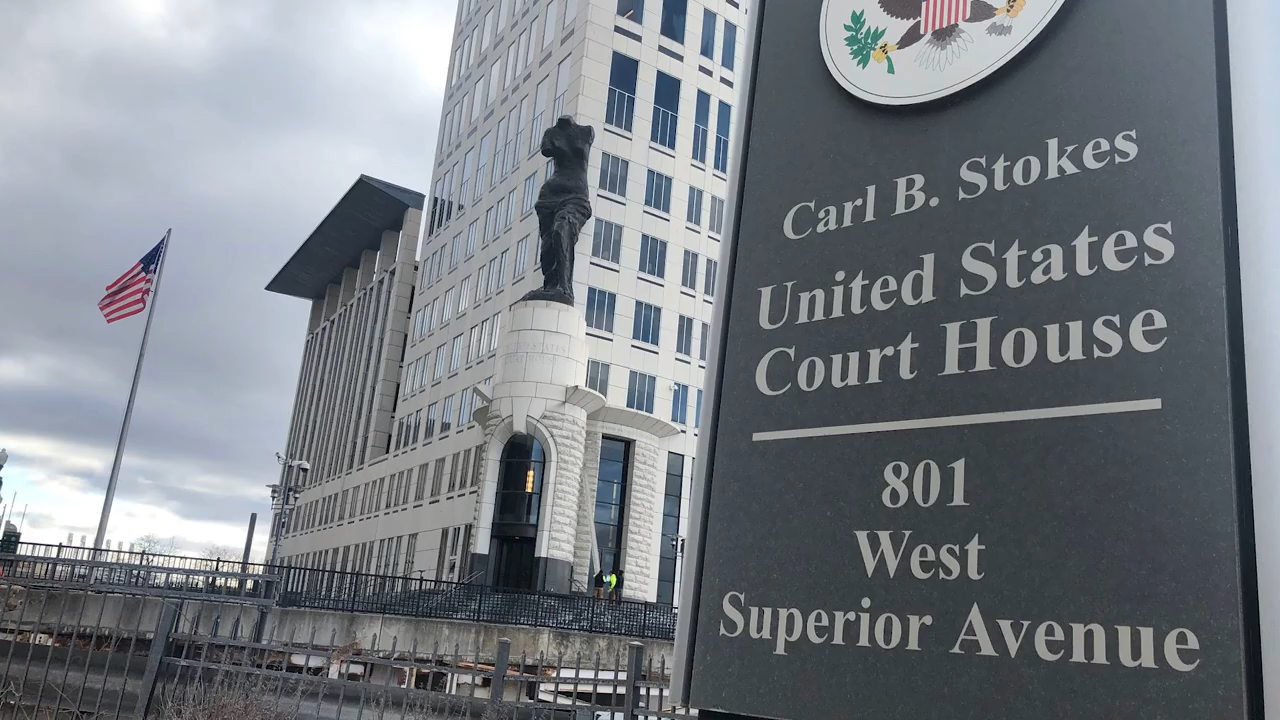 Carl B. Stokes
United States
Court House
801
West
Superior Avenue